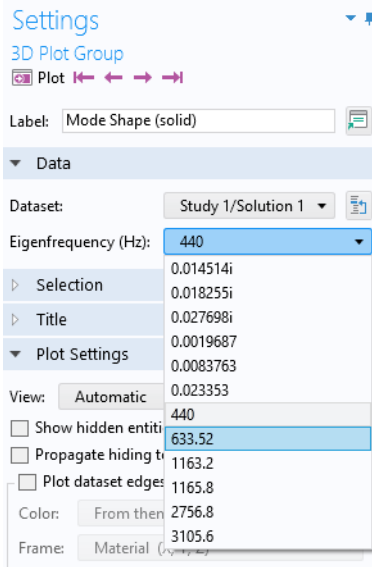 Settings
3D Plot Group
Plot
Label: Mode Shape (solid)
Data
Dataset: Study 1/Solution 1
Eigenfrequency (Hz): 440
0.014514i
0.018255i
0.027698i
0.0019687
0.0083763
0.023353
440
633.52
1163.2
1165.8
2756.8
3105.6
Selection
Title
Plot Settings
View: Automatic
Show hidden entiti
Propagate hiding t
Plot dataset edges
Color: From then
Frame: Material (X, Y, Z)